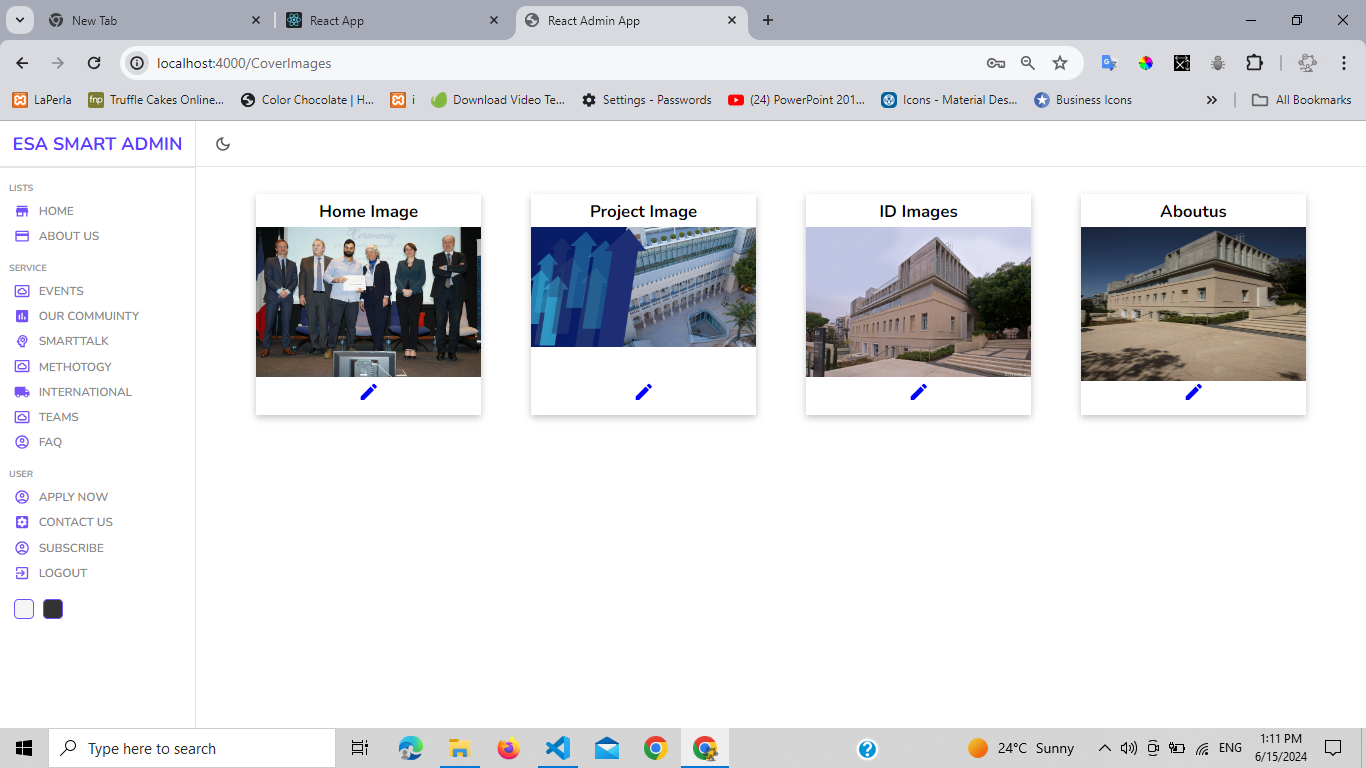 New Tab
React App
React Admin App
localhost:4000/CoverImages
LaPerla
fnp
Truffle Cakes Online...
Color Chocolate | H...
i
Download Video Te...
Settings - Passwords
(24) PowerPoint 201...
Icons - Material Des...
Business Icons
All Bookmarks
ESA SMART ADMIN
LISTS
HOME
ABOUT US
SERVICE
EVENTS
OUR COMMUINTY
SMARTTALK
METHOTOGY
INTERNATIONAL
TEAMS
FAQ
USER
APPLY NOW
CONTACT US
SUBSCRIBE
LOGOUT
Home Image
Ceremony
Project Image
ID Images
Aboutus
Type here to search
24°C Sunny
ENG
1:11 PM
6/15/2024